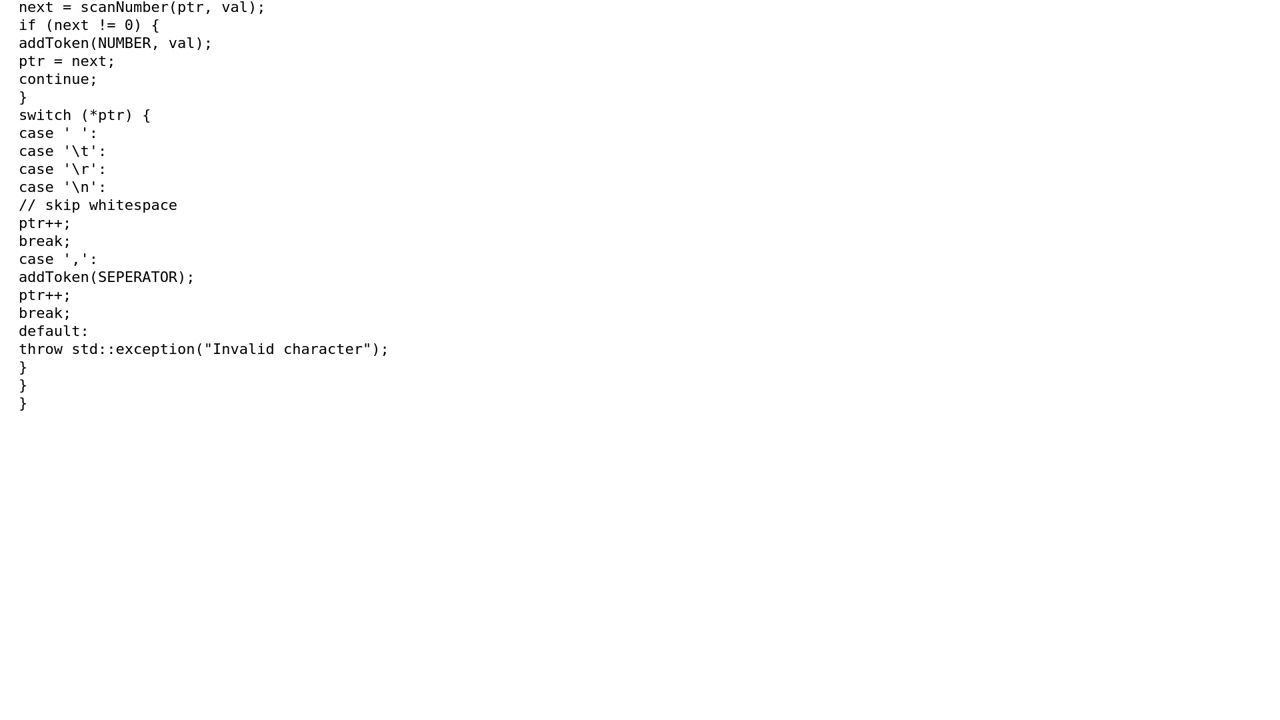 next = scanNumber(ptr, val);
if (next != 0) {
addToken(NUMBER, val);
ptr = next;
continue;
}
switch (*ptr) {
case ' ':
case '\t':
case '\r':
case '\n':
// skip whitespace
ptr++;
break;
case ',':
addToken(SEPERATOR);
ptr++;
break;
default:
throw std::exception("Invalid character");
}
}
}